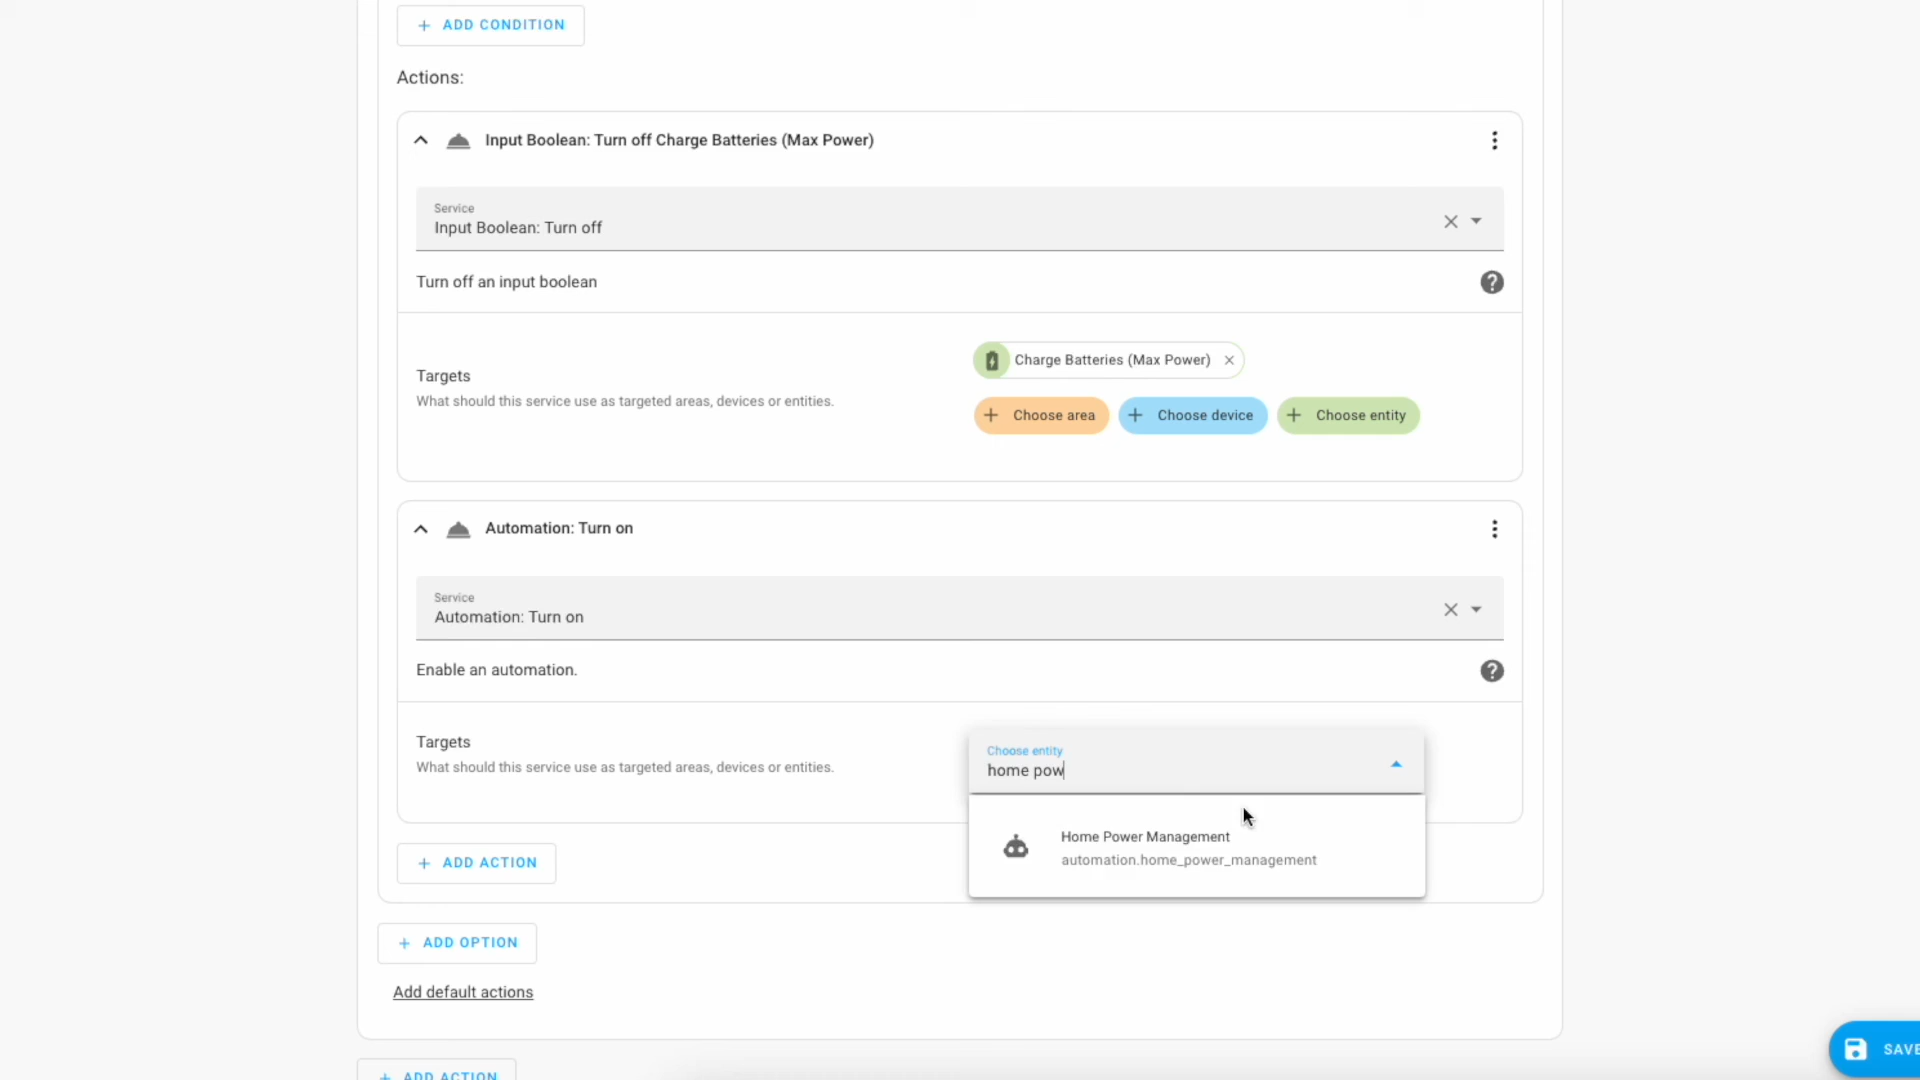 ADD CONDITION
Actions:
Input Boolean: Turn off Charge Batteries (Max Power)
Service
Input Boolean: Turn off
Turn off an input boolean
Targets
What should this service use as targeted areas, devices or entities.
Charge Batteries (Max Power)
Choose area
Choose device
Choose entity
Automation: Turn on
Service
Automation: Turn on
Enable an automation.
Targets
What should this service use as targeted areas, devices or entities.
Choose entity
home pow
Home Power Management
automation.home_power_management
ADD ACTION
ADD OPTION
Add default actions
ADD ACTION
SAVE